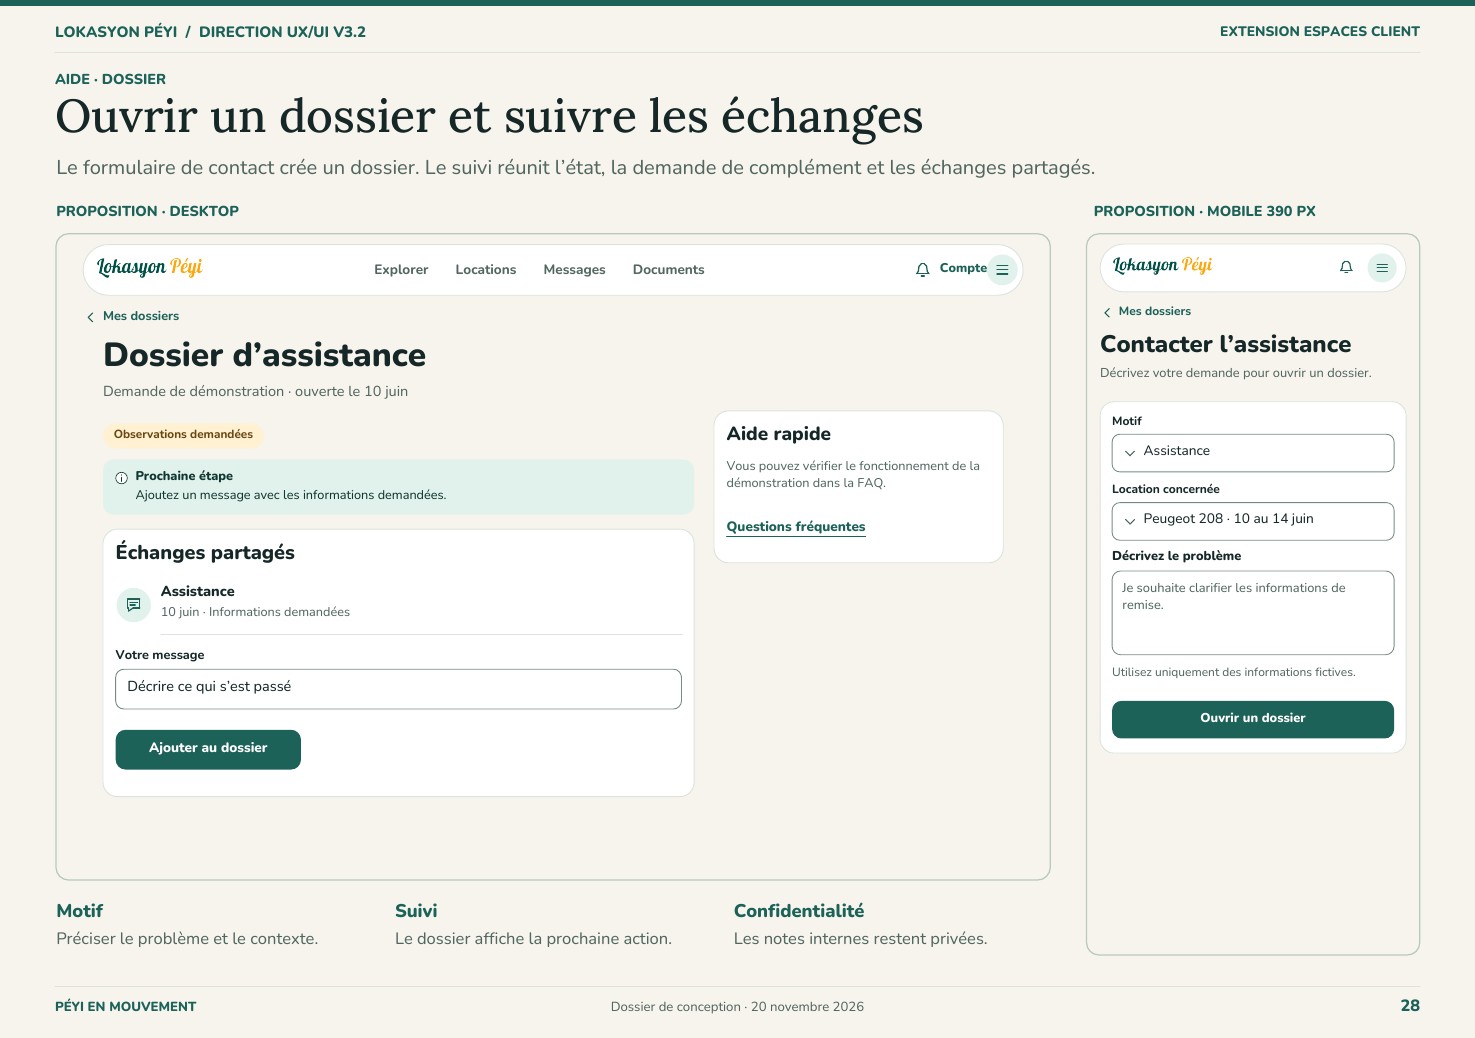 LOKASYON PÉYI / DIRECTION UX/UI V3.2
EXTENSION ESPACES CLIENT
AIDE · DOSSIER
Ouvrir un dossier et suivre les échanges
Le formulaire de contact crée un dossier. Le suivi réunit l’état, la demande de complément et les échanges partagés.
PROPOSITION · DESKTOP
Lokasyon Péyi
Explorer
Locations
Messages
Documents
Compte
Mes dossiers
Dossier d’assistance
Demande de démonstration · ouverte le 10 juin
Observations demandées
Prochaine étape
Ajoutez un message avec les informations demandées.
Échanges partagés
Assistance
10 juin · Informations demandées
Votre message
Décrire ce qui s’est passé
Ajouter au dossier
Aide rapide
Vous pouvez vérifier le fonctionnement de la
démonstration dans la FAQ.
Questions fréquentes
PROPOSITION · MOBILE 390 PX
Lokasyon Péyi
Mes dossiers
Contacter l’assistance
Décrivez votre demande pour ouvrir un dossier.
Motif
Assistance
Location concernée
Peugeot 208 · 10 au 14 juin
Décrivez le problème
Je souhaite clarifier les informations de
remise.
Utilisez uniquement des informations fictives.
Ouvrir un dossier
Motif
Préciser le problème et le contexte.
Suivi
Le dossier affiche la prochaine action.
Confidentialité
Les notes internes restent privées.
PÉYI EN MOUVEMENT
Dossier de conception · 20 novembre 2026
28